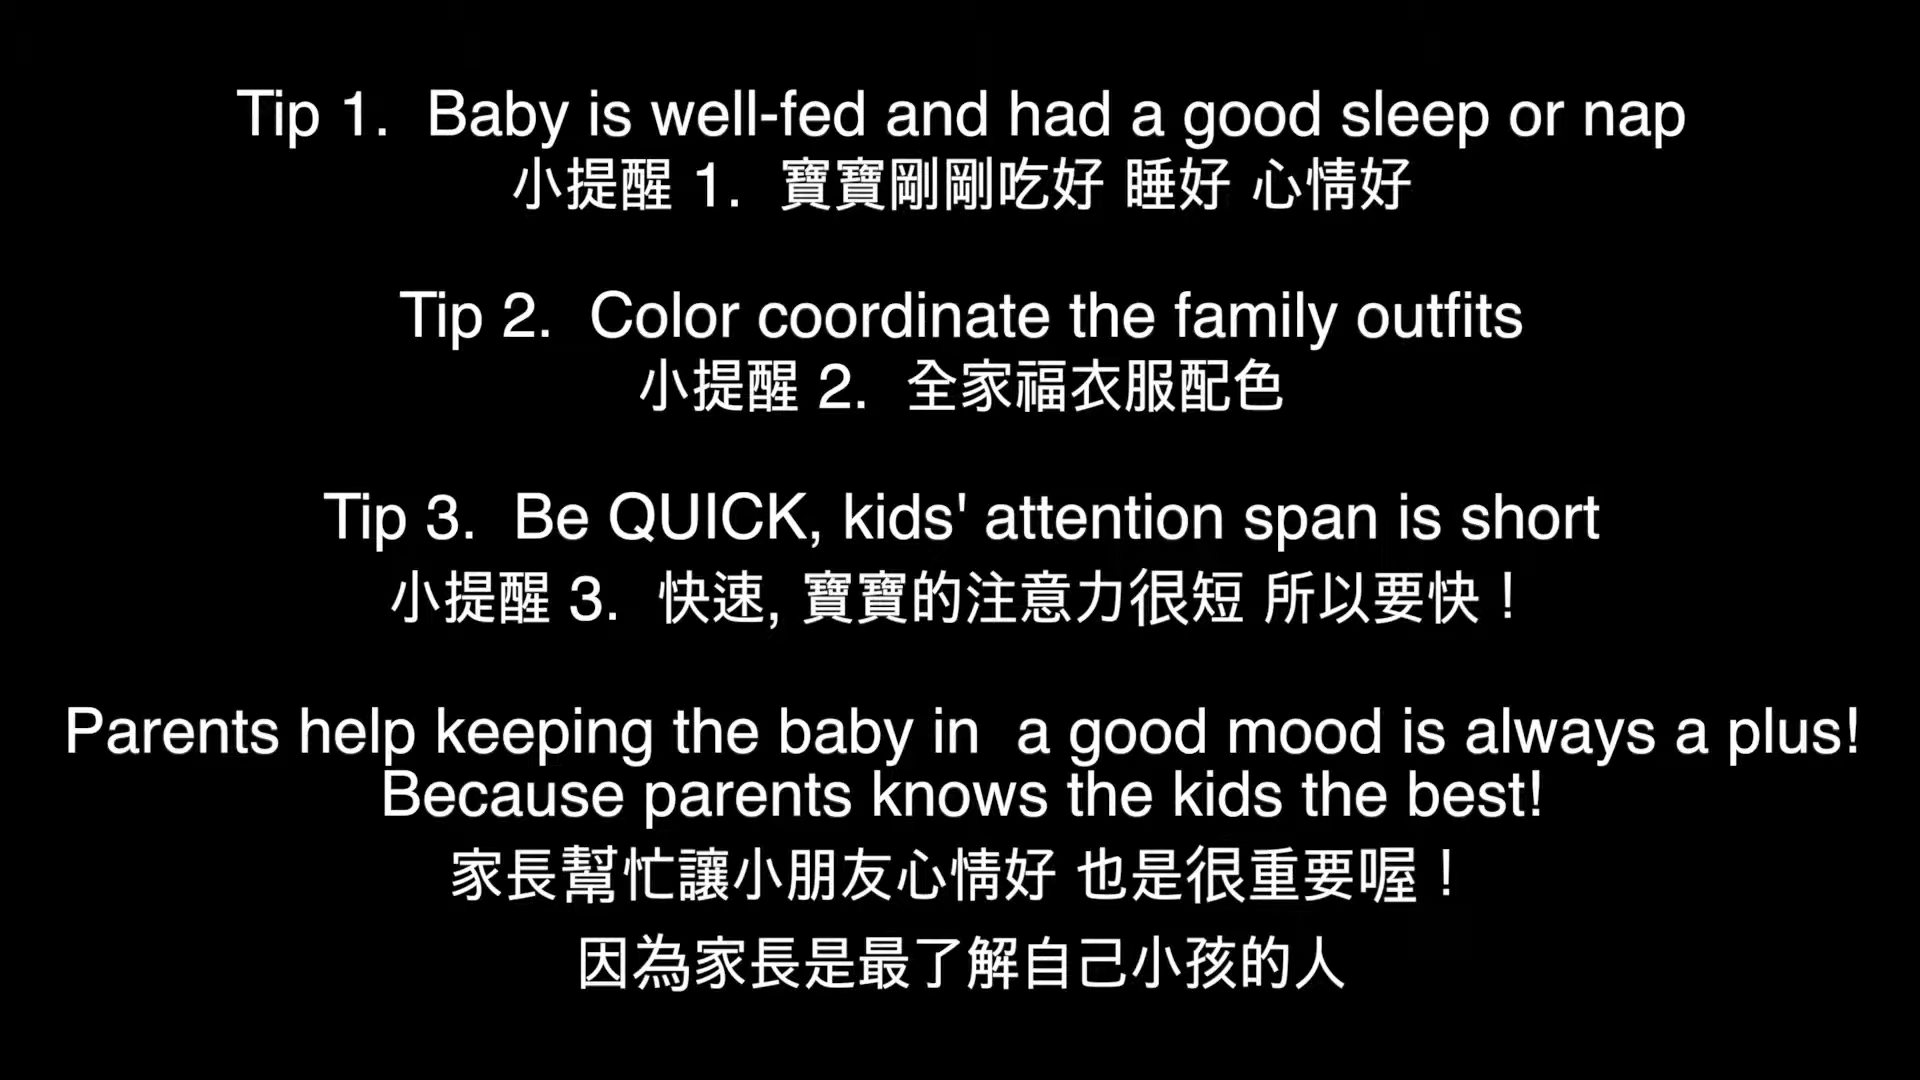 Tip 1.  Baby is well-fed and had a good sleep or nap
小提醒 1.  寶寶剛剛吃好 睡好 心情好
Tip 2.  Color coordinate the family outfits
小提醒 2.  全家福衣服配色
Tip 3.  Be QUICK, kids' attention span is short
小提醒 3.  快速, 寶寶的注意力很短 所以要快！
Parents help keeping the baby in  a good mood is always a plus!
Because parents knows the kids the best!
家長幫忙讓小朋友心情好 也是很重要喔！
因為家長是最了解自己小孩的人